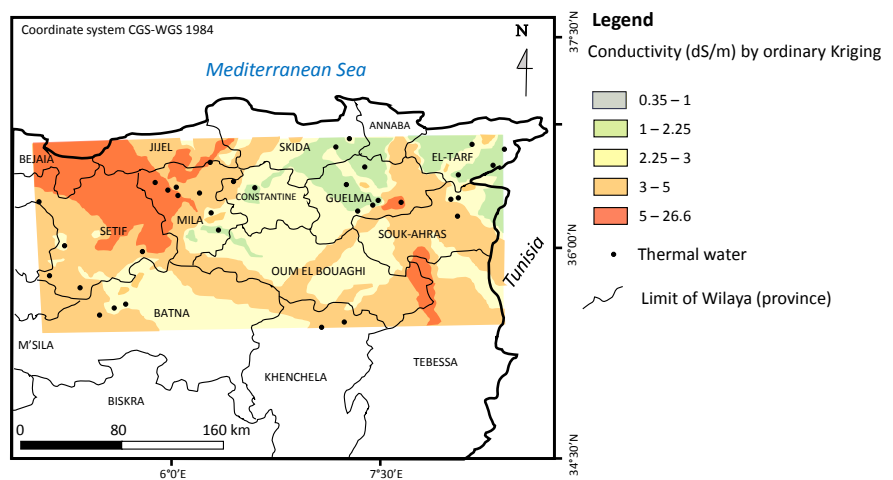 Coordinate system CGS-WGS 1984
N
Mediterranean Sea
ANNABA
JIJEL
SKIDA
BEJAIA
EL-TARF
CONSTANTINE
GUELMA
MILA
SETIF
SOUK-AHRAS
OUM EL BOUAGHI
Tunisia
BATNA
M'SILA
TEBESSA
KHENCHELA
BISKRA
0 80 160 km
6°0'E
7°30'E
37°30'N
36°00'N
34°30'N
Legend
Conductivity (dS/m) by ordinary Kriging
0.35 – 1
1 – 2.25
2.25 – 3
3 – 5
5 – 26.6
Thermal water
Limit of Wilaya (province)